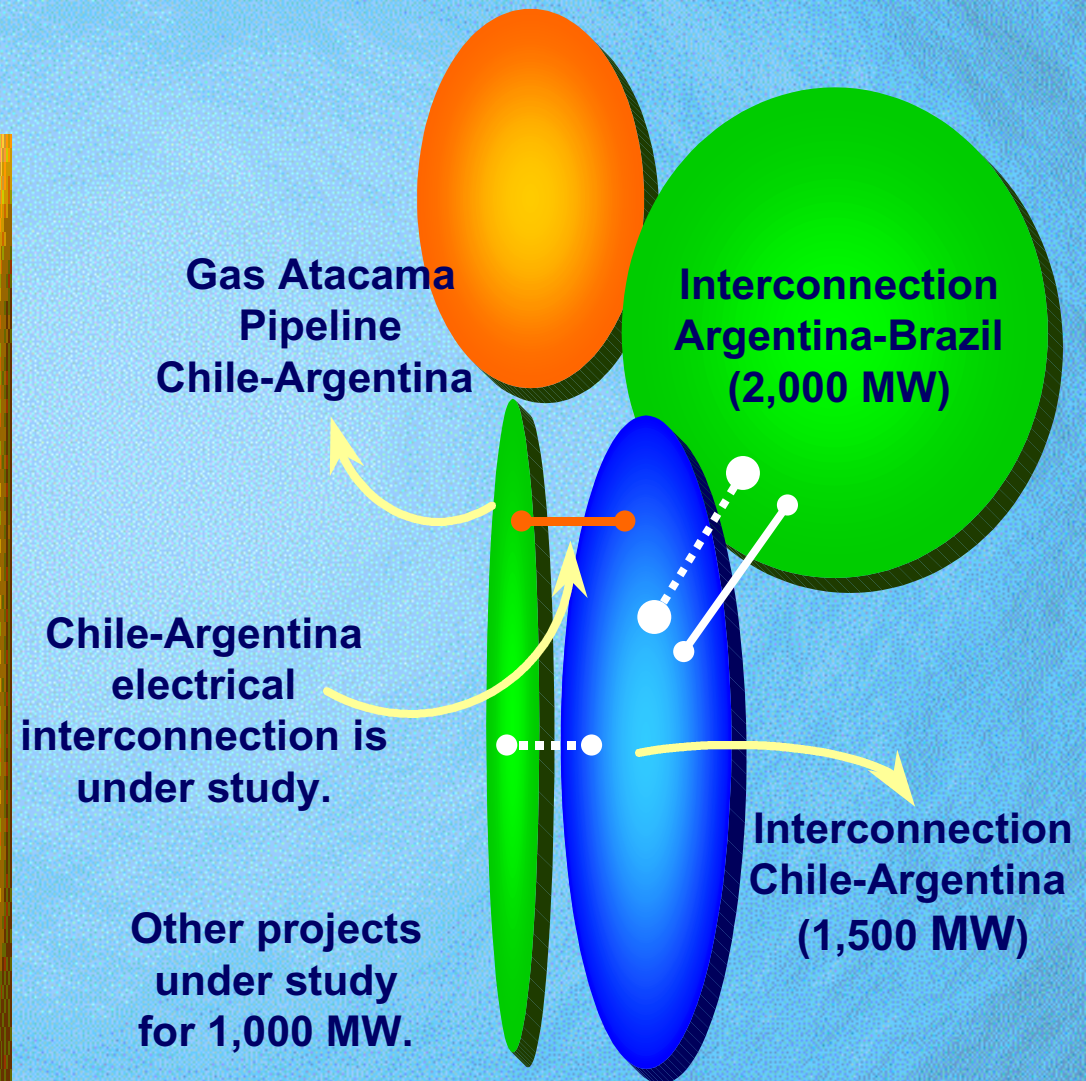 Gas Atacama
Pipeline
Chile-Argentina
Interconnection
Argentina-Brazil
(2,000 MW)
Chile-Argentina
electrical
interconnection is
under study.
Interconnection
Chile-Argentina
(1,500 MW)
Other projects
under study
for 1,000 MW.